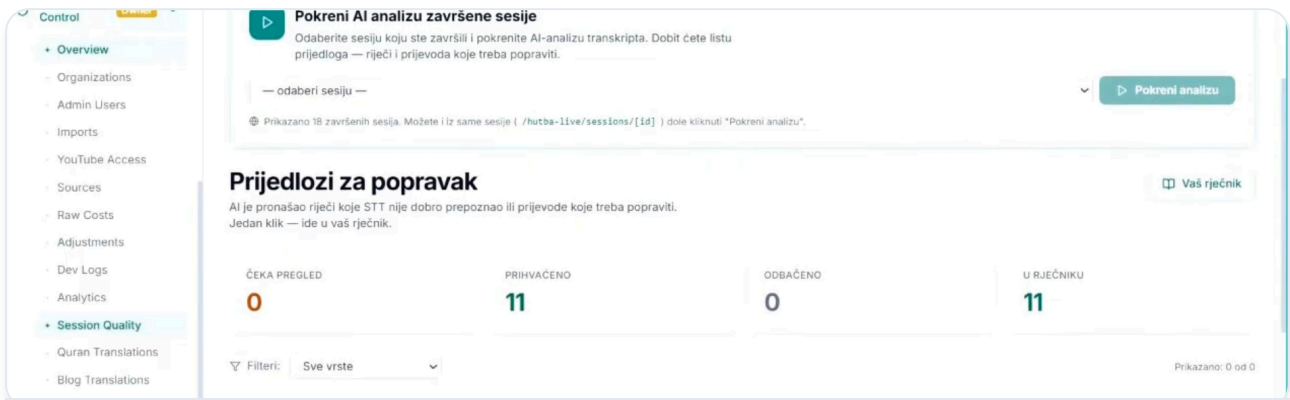 Control
Overview
Organizations
Admin Users
Imports
YouTube Access
Sources
Raw Costs
Adjustments
Dev Logs
Analytics
Session Quality
Quran Translations
Blog Translations
Pokreni AI analizu završene sesije
Odaberite sesiju koju ste završili i pokrenite AI-analizu transkripta. Dobit ćete listu
prijedloga — riječi i prijevoda koje treba popraviti.
— odaberi sesiju —
Pokreni analizu
Prikazano 18 završenih sesija. Možete i iz same sesije ( /hutba-live/sessions/[id] ) dole kliknuti "Pokreni analizu".
Prijedlozi za popravak
Vaš rječnik
AI je pronašao riječi koje STT nije dobro prepoznao ili prijevode koje treba popraviti.
Jedan klik — ide u vaš rječnik.
ČEKA PREGLED
0
PRIHVAĆENO
11
ODBAČENO
0
U RJEČNIKU
11
Filteri:
Sve vrste
Prikazano: 0 od 0